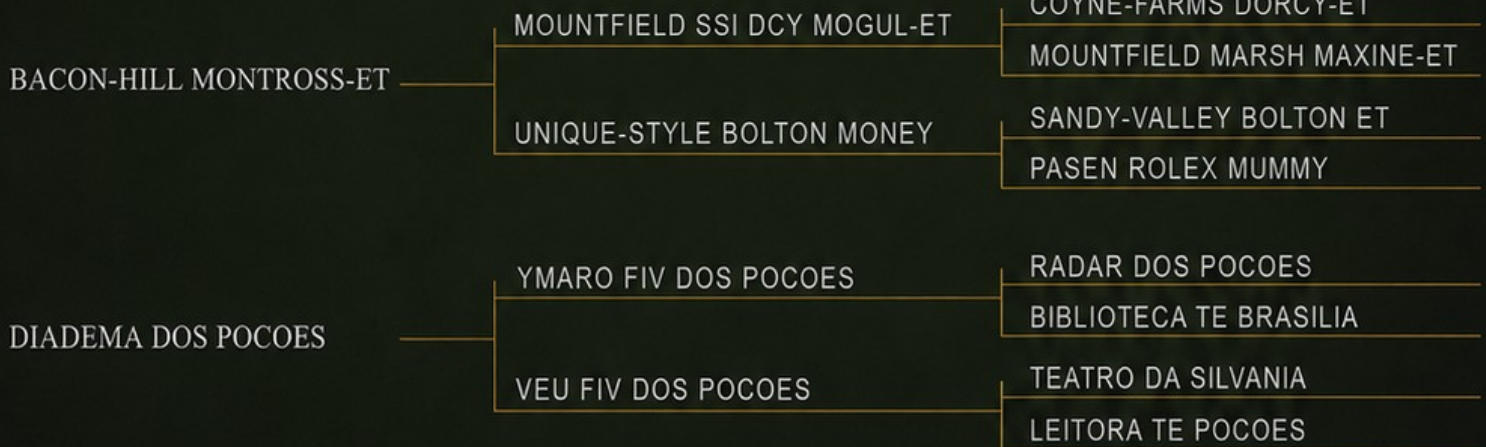 COYNE-FARMS DORCY-ET
MOUNTFIELD SSI DCY MOGUL-ET
MOUNTFIELD MARSH MAXINE-ET
BACON-HILL MONTROSS-ET
SANDY-VALLEY BOLTON ET
UNIQUE-STYLE BOLTON MONEY
PASEN ROLEX MUMMY
RADAR DOS POCOES
YMARO FIV DOS POCOES
BIBLIOTECA TE BRASILIA
DIADEMA DOS POCOES
TEATRO DA SILVANIA
VEU FIV DOS POCOES
LEITORA TE POCOES